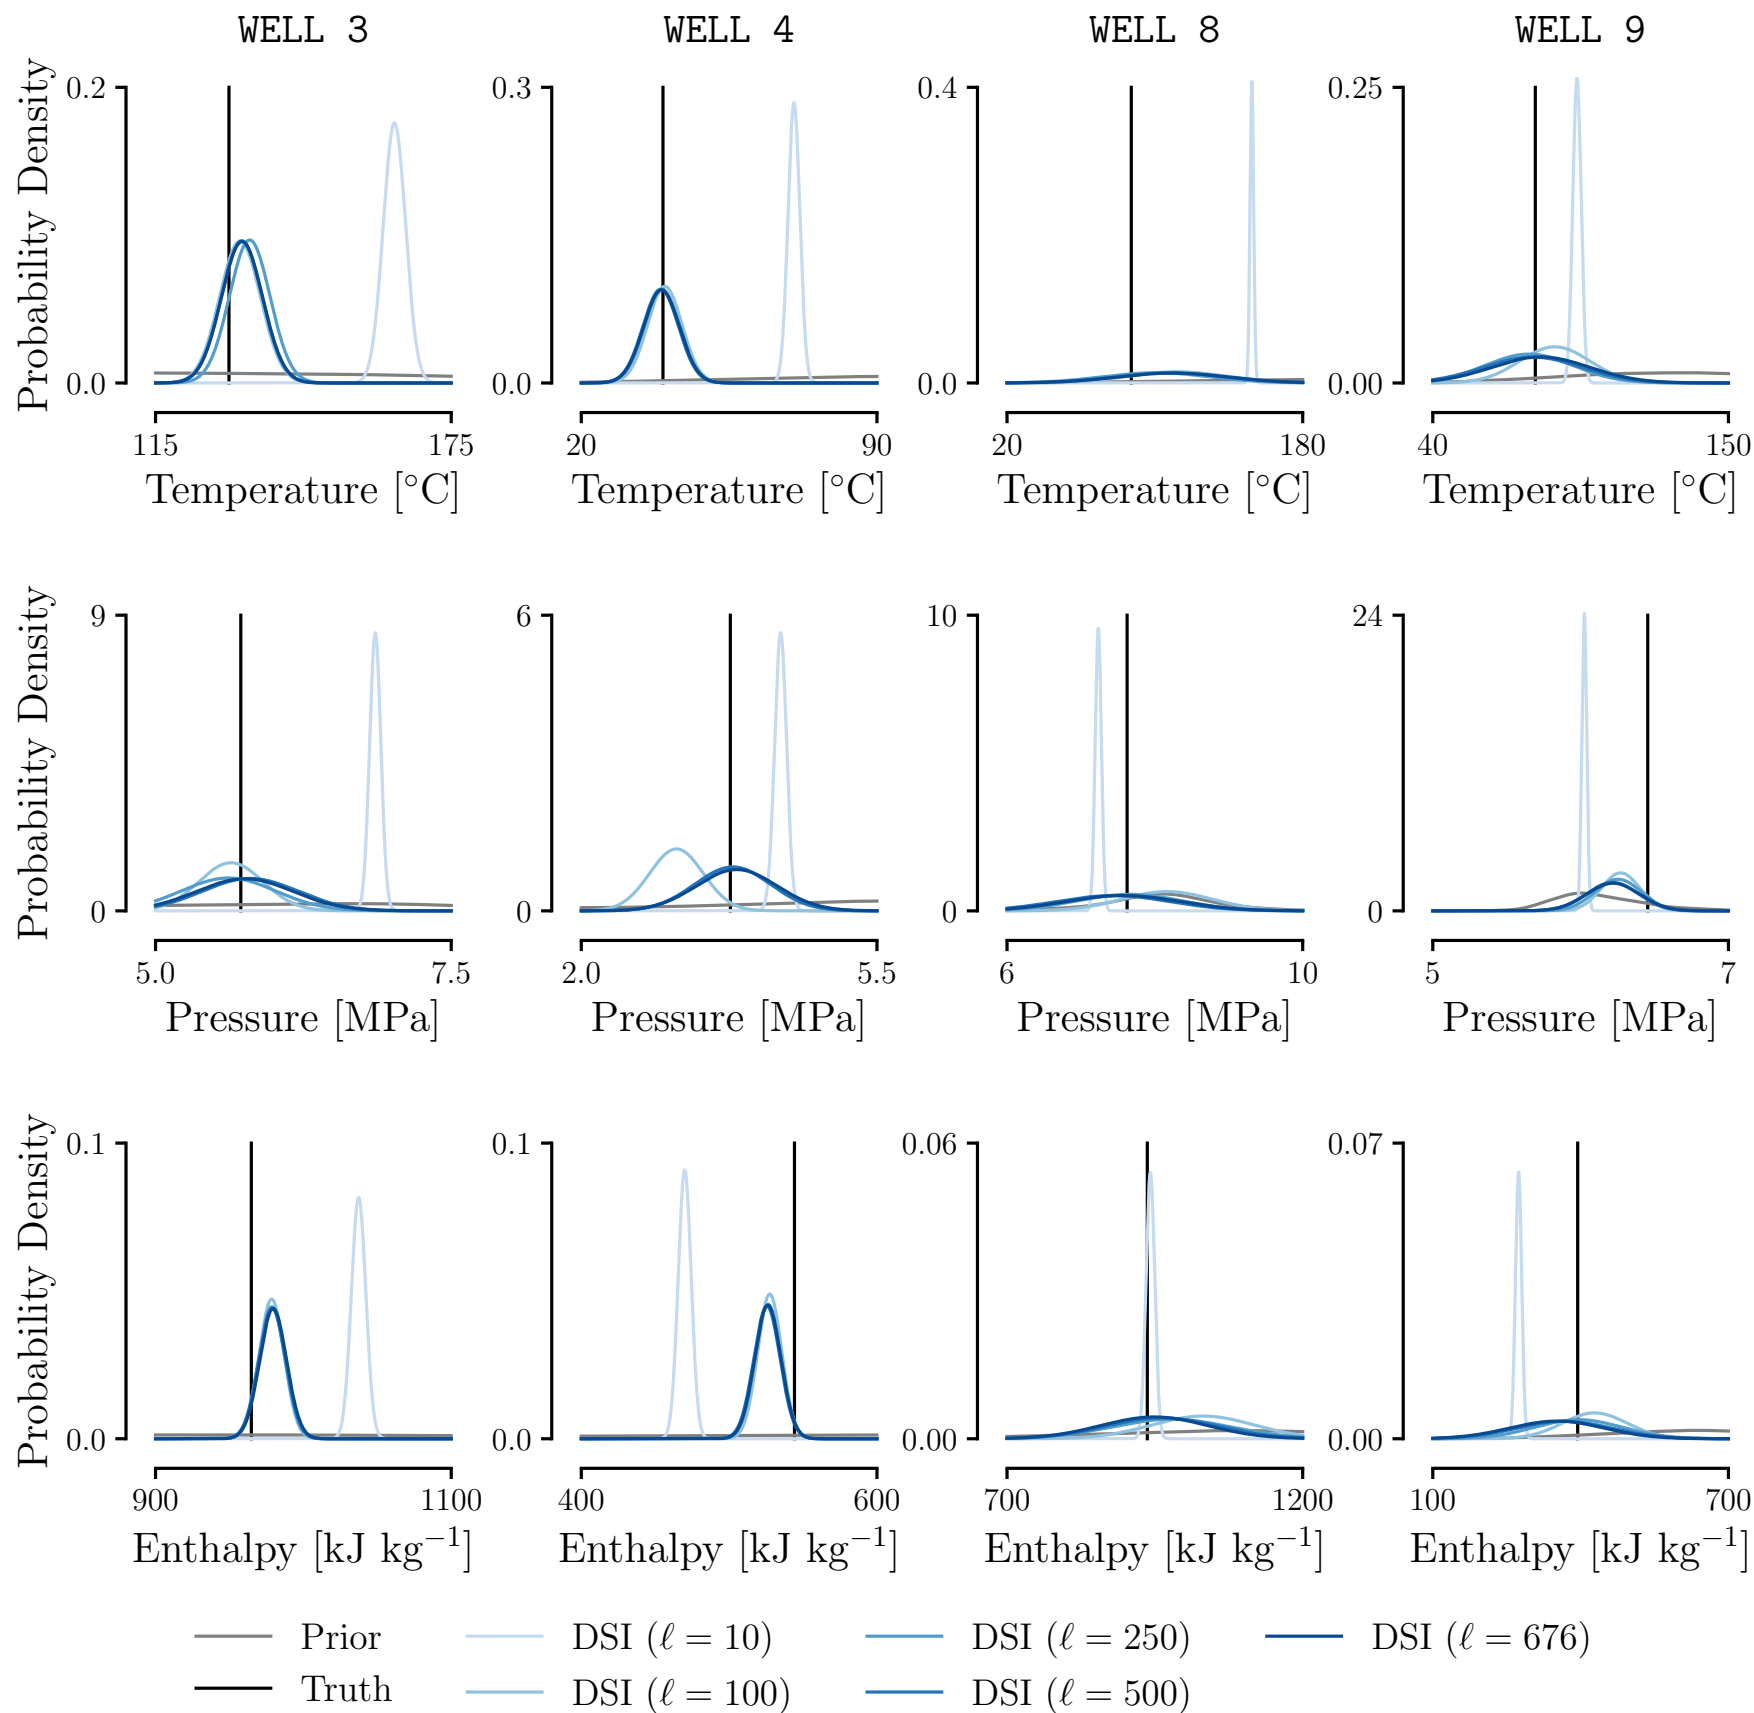 WELL 3 WELL 4 WELL 8 WELL 9
Probability Density
0.2 0.3 0.4 0.25
0.0 0.0 0.0 0.00
115 175 20 90 20 180 40 150
Temperature [°C] Temperature [°C] Temperature [°C] Temperature [°C]
Probability Density
9 6 10 24
0 0 0 0
5.0 7.5 2.0 5.5 6 10 5 7
Pressure [MPa] Pressure [MPa] Pressure [MPa] Pressure [MPa]
Probability Density
0.1 0.1 0.06 0.07
0.0 0.0 0.00 0.00
900 1100 400 600 700 1200 100 700
Enthalpy [kJ kg⁻¹] Enthalpy [kJ kg⁻¹] Enthalpy [kJ kg⁻¹] Enthalpy [kJ kg⁻¹]
Prior DSI (ℓ = 10) DSI (ℓ = 250) DSI (ℓ = 676)
Truth DSI (ℓ = 100) DSI (ℓ = 500)